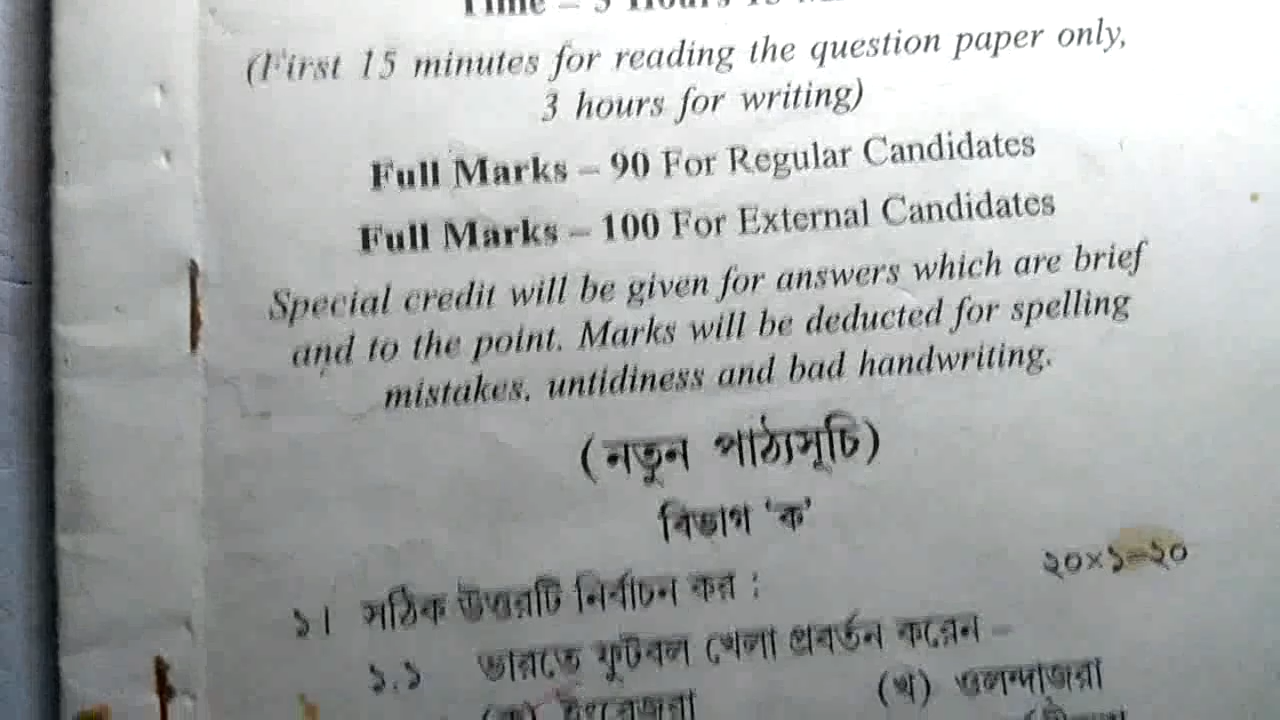 (First 15 minutes for reading the question paper only,
3 hours for writing)
Full Marks – 90 For Regular Candidates
Full Marks – 100 For External Candidates
Special credit will be given for answers which are brief
and to the point. Marks will be deducted for spelling
mistakes, untidiness and bad handwriting.
(নতুন পাঠ্যসূচি)
বিভাগ 'ক'
২০×১=২০
১। সঠিক উত্তরটি নির্বাচন কর :
১.১ ভারতে ফুটবল খেলা প্রবর্তন করেন –
(ক) ইংরেজরা (খ) ওলন্দাজরা